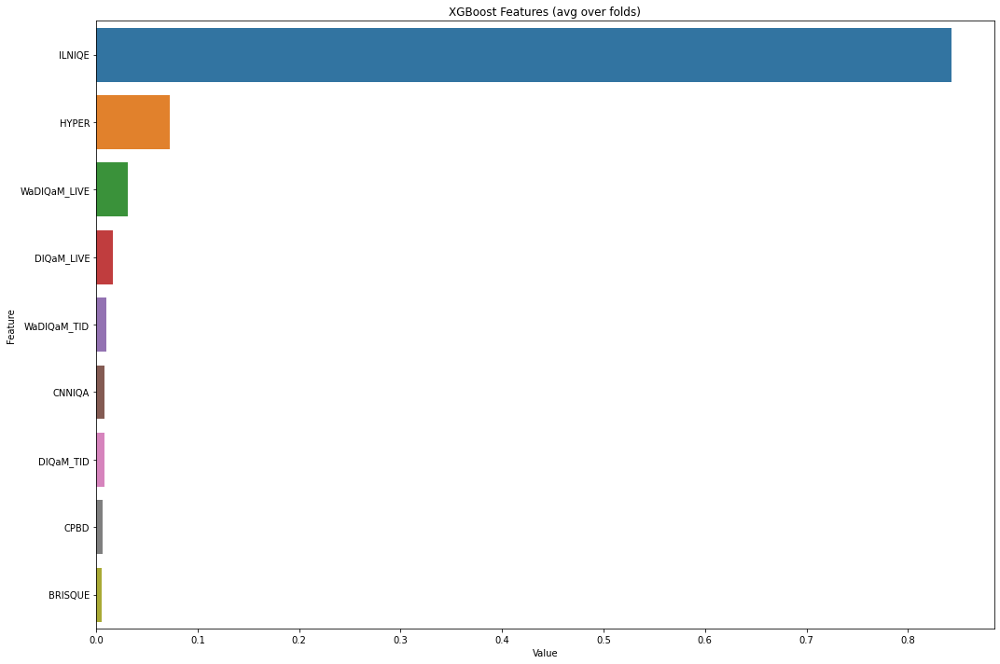 XGBoost Features (avg over folds)
ILNIQE
HYPER
WaDIQaM_LIVE
DIQaM_LIVE
WaDIQaM_TID
CNNIQA
DIQaM_TID
CPBD
BRISQUE
Feature
0.0 0.1 0.2 0.3 0.4 0.5 0.6 0.7 0.8
Value